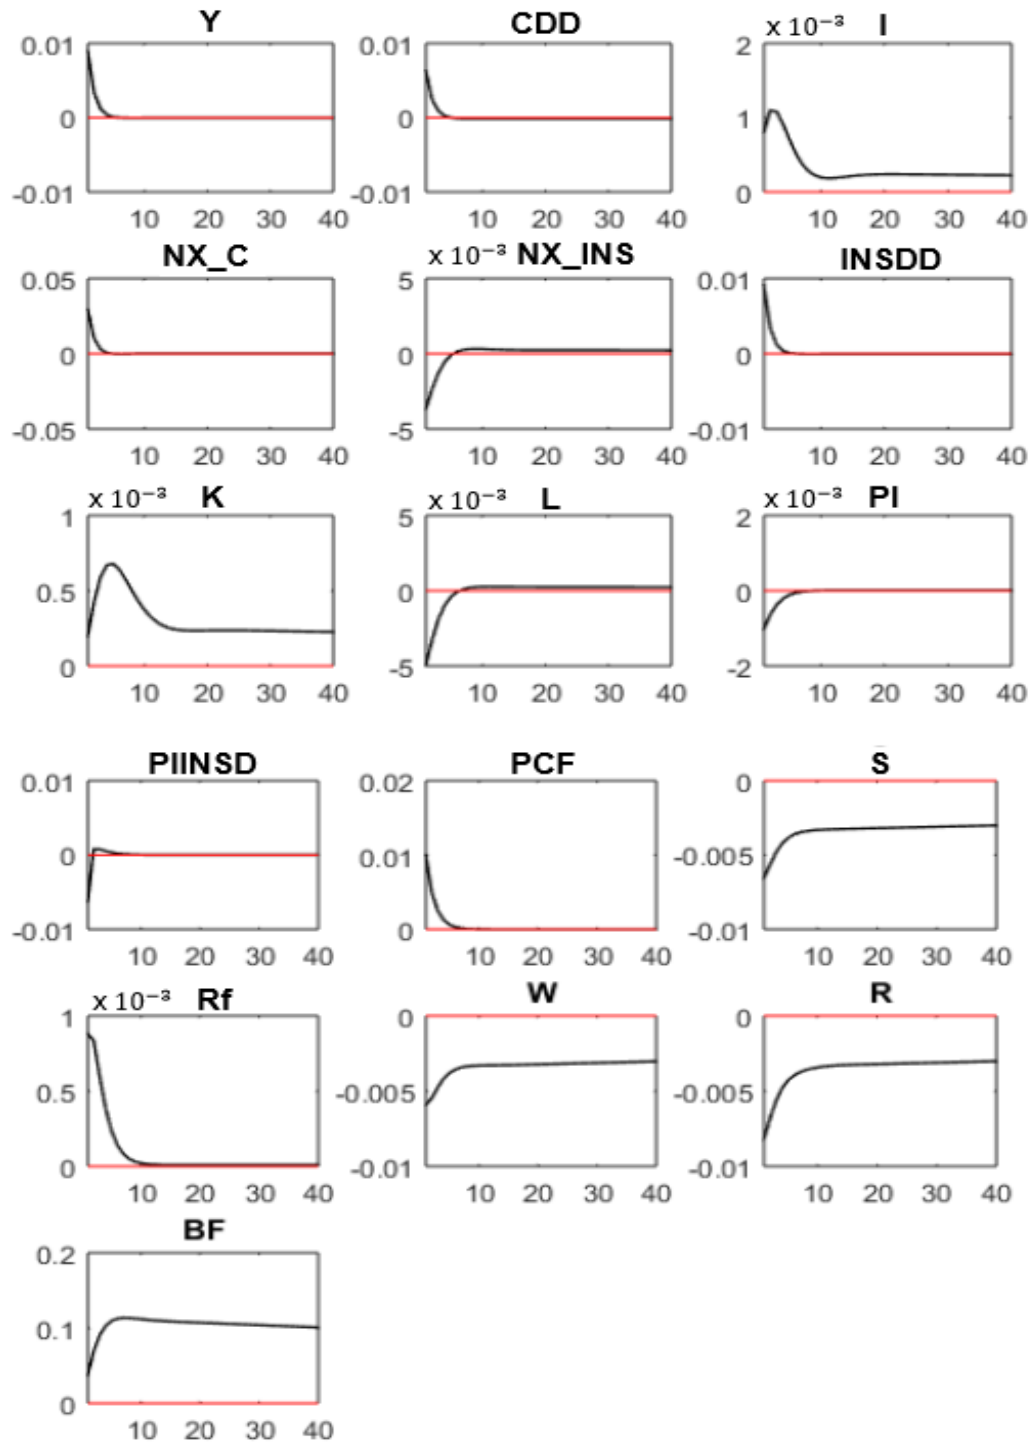 Y CDD x 10⁻³ I
0.01 0.01 2
0 0 1
-0.01 -0.01 0
10 20 30 40 10 20 30 40 10 20 30 40
NX_C x 10⁻³ NX_INS INSDD
0.05 5 0.01
0 0 0
-0.05 -5 -0.01
10 20 30 40 10 20 30 40 10 20 30 40
x 10⁻³ K x 10⁻³ L x 10⁻³ PI
1 5 2
0.5 0 0
0 -5 -2
10 20 30 40 10 20 30 40 10 20 30 40
PIINSD PCF S
0.01 0.02 0
0 0.01 -0.005
-0.01 0 -0.01
10 20 30 40 10 20 30 40 10 20 30 40
x 10⁻³ Rf W R
1 0 0
0.5 -0.005 -0.005
0 -0.01 -0.01
10 20 30 40 10 20 30 40 10 20 30 40
BF
0.2
0.1
0
10 20 30 40